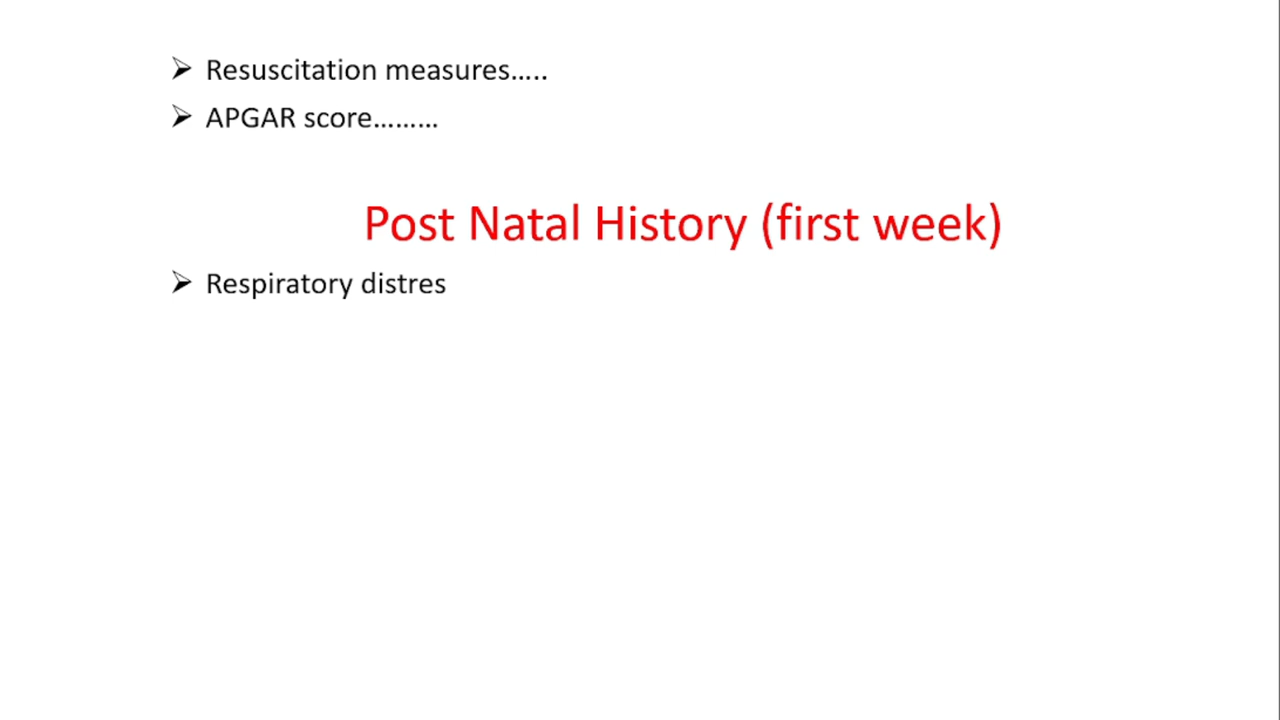 ➢ Resuscitation measures…..
➢ APGAR score………
Post Natal History (first week)
➢ Respiratory distres